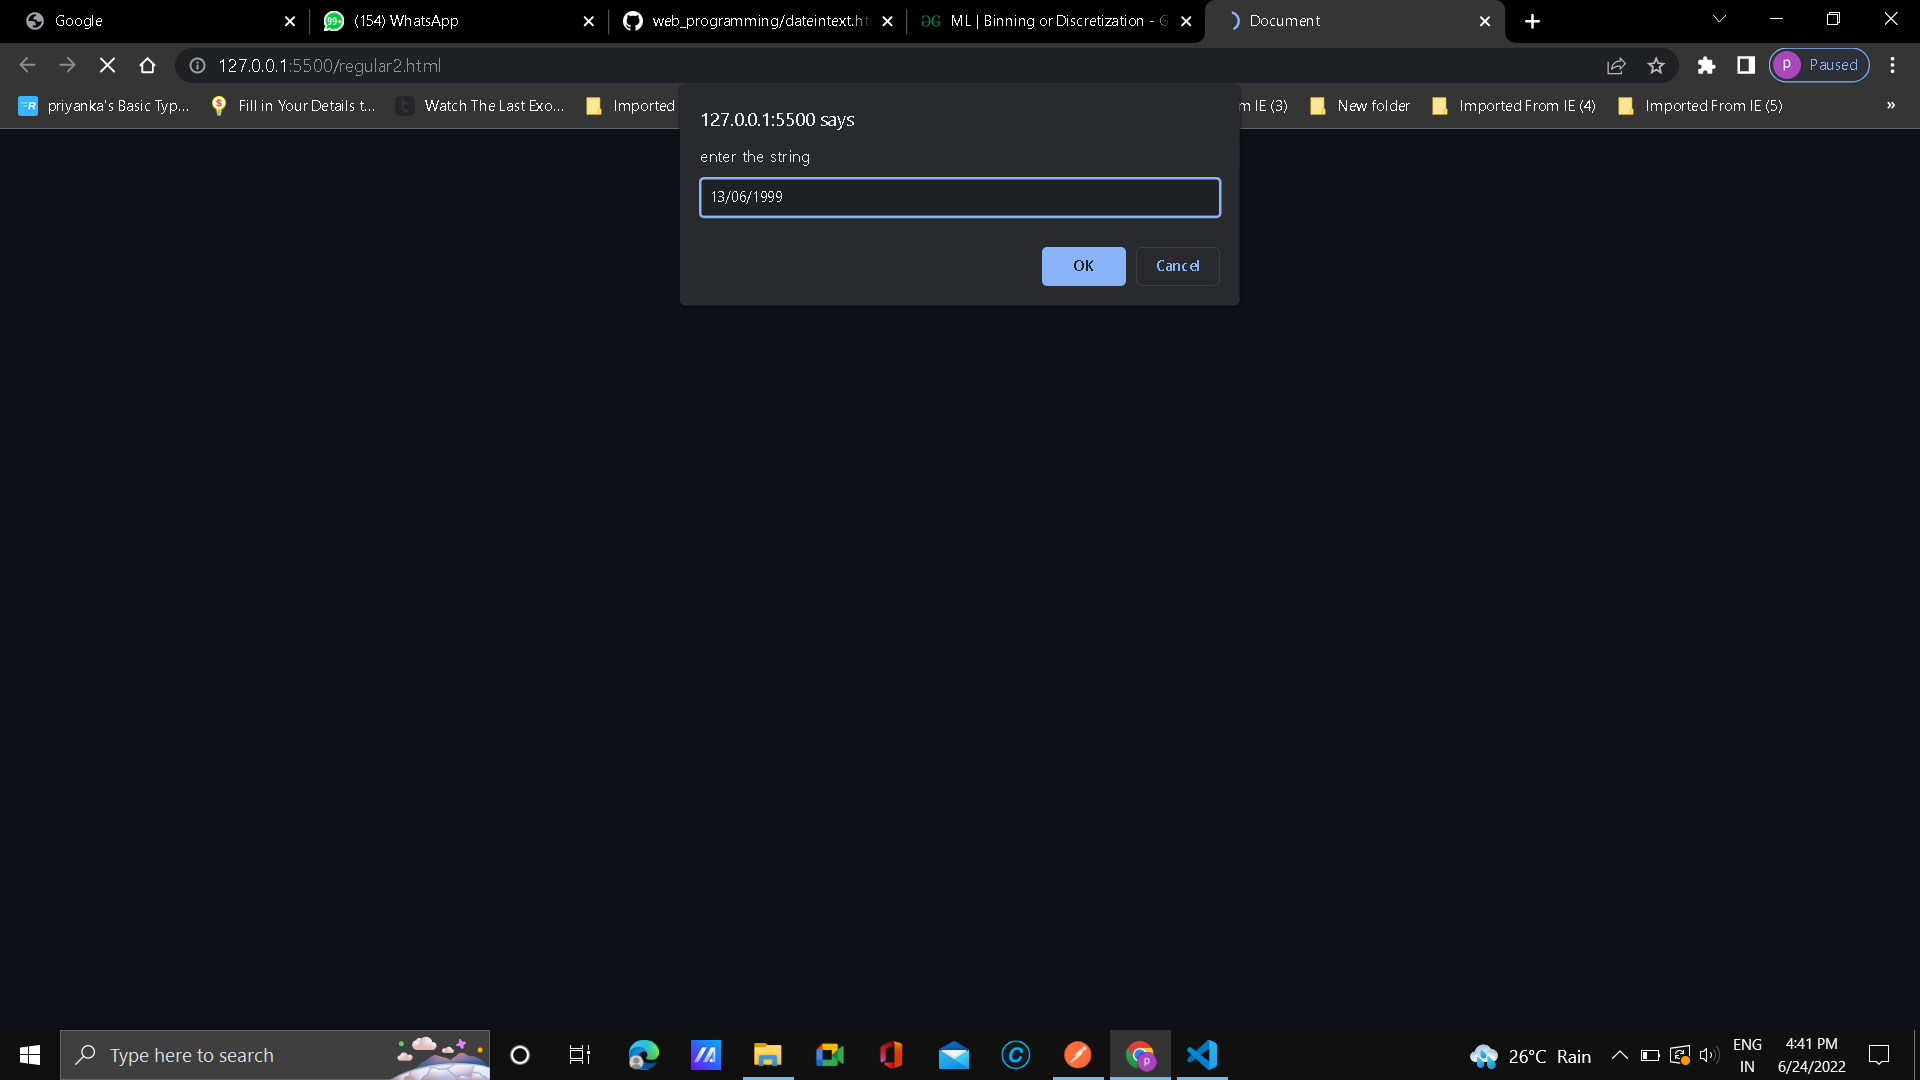 Google
(154) WhatsApp
web_programming/dateintext.ht
ML | Binning or Discretization - G
Document
127.0.0.1:5500/regular2.html
P Paused
priyanka's Basic Typ...
Fill in Your Details t...
Watch The Last Exo...
Imported
m IE (3)
New folder
Imported From IE (4)
Imported From IE (5)
»
127.0.0.1:5500 says
enter the string
13/06/1999
OK
Cancel
Type here to search
26°C Rain
ENG
IN
4:41 PM
6/24/2022